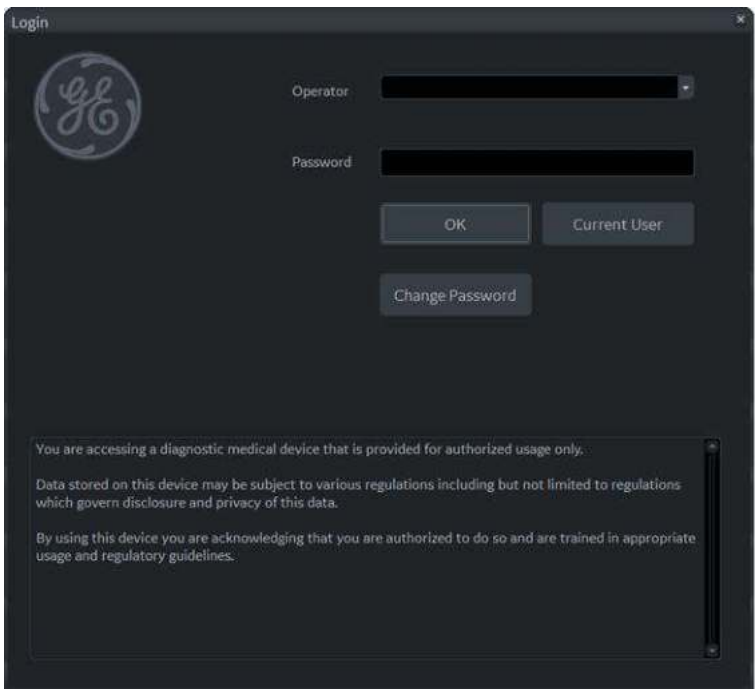 Login
GE
Operator
Password
OK
Current User
Change Password
You are accessing a diagnostic medical device that is provided for authorized usage only.
Data stored on this device may be subject to various regulations including but not limited to regulations
which govern disclosure and privacy of this data.
By using this device you are acknowledging that you are authorized to do so and are trained in appropriate
usage and regulatory guidelines.